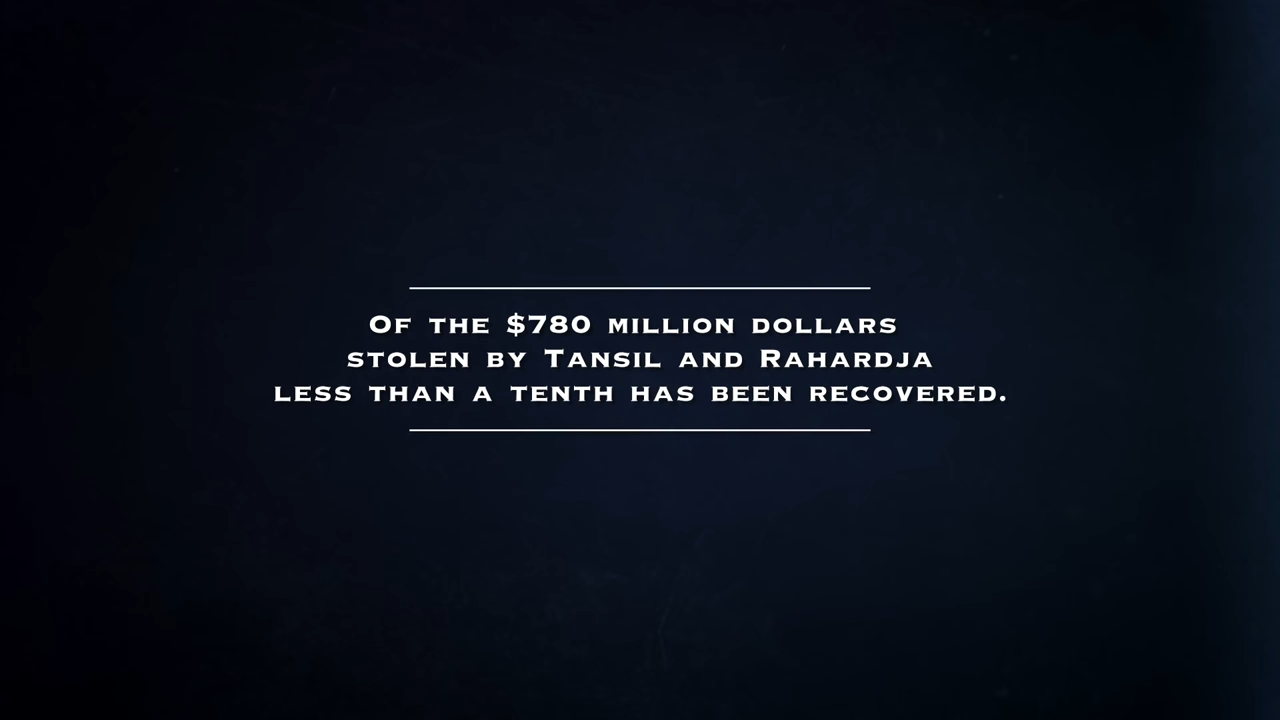 Of the $780 million dollars
stolen by Tansil and Rahardja
less than a tenth has been recovered.